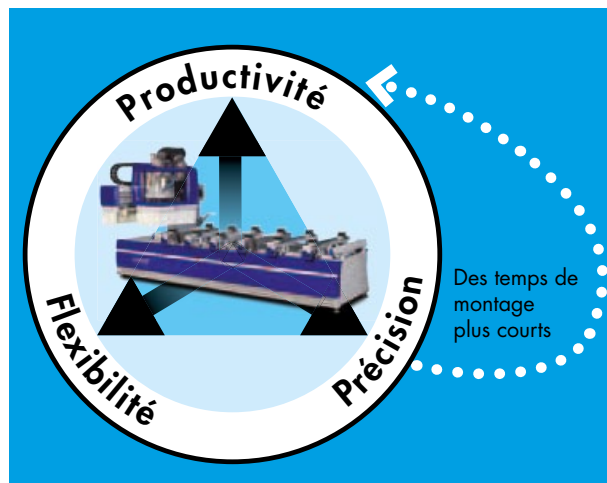 Productivité
Flexibilité
Précision
Des temps de
montage
plus courts